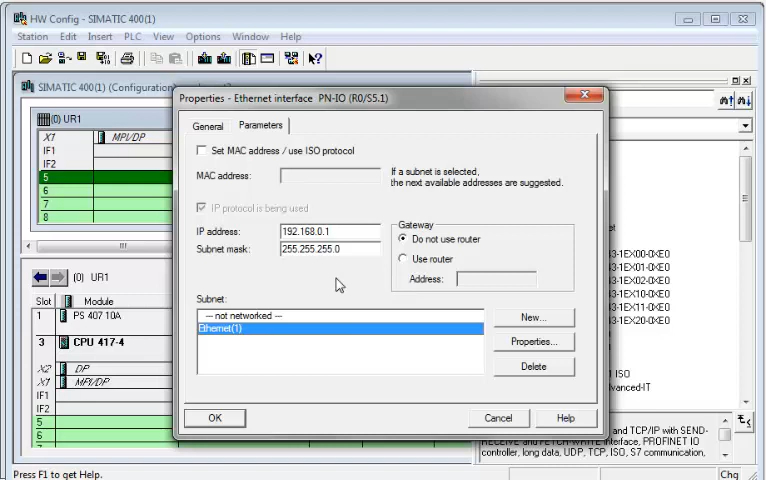 HW Config - SIMATIC 400(1)
Station Edit Insert PLC View Options Window Help
SIMATIC 400(1) (Configuration)
(0) UR1
X1 MPI/DP
IF1
IF2
5
6
7
8
(0) UR1
Slot Module
1 PS 407 10A
3 CPU 417-4
X2 DP
X1 MPI/DP
IF1
IF2
5
6
Properties - Ethernet interface PN-IO (R0/S5.1)
General Parameters
Set MAC address / use ISO protocol
MAC address:
If a subnet is selected,
the next available addresses are suggested.
IP protocol is being used
IP address: 192.168.0.1
Subnet mask: 255.255.255.0
Gateway
Do not use router
Use router
Address:
Subnet:
--- not networked ---
Ethernet(1)
New...
Properties...
Delete
OK
Cancel
Help
3-1EX00-0XE0
3-1EX01-0XE0
3-1EX02-0XE0
3-1EX10-0XE0
3-1EX11-0XE0
3-1EX20-0XE0
ISO
dvanced-IT
and TCP/IP with SEND-
RECEIVE and FETCH-WRITE interface, PROFINET IO
controller, long data, UDP, TCP, ISO, S7 communication,
Press F1 to get Help.
Chg